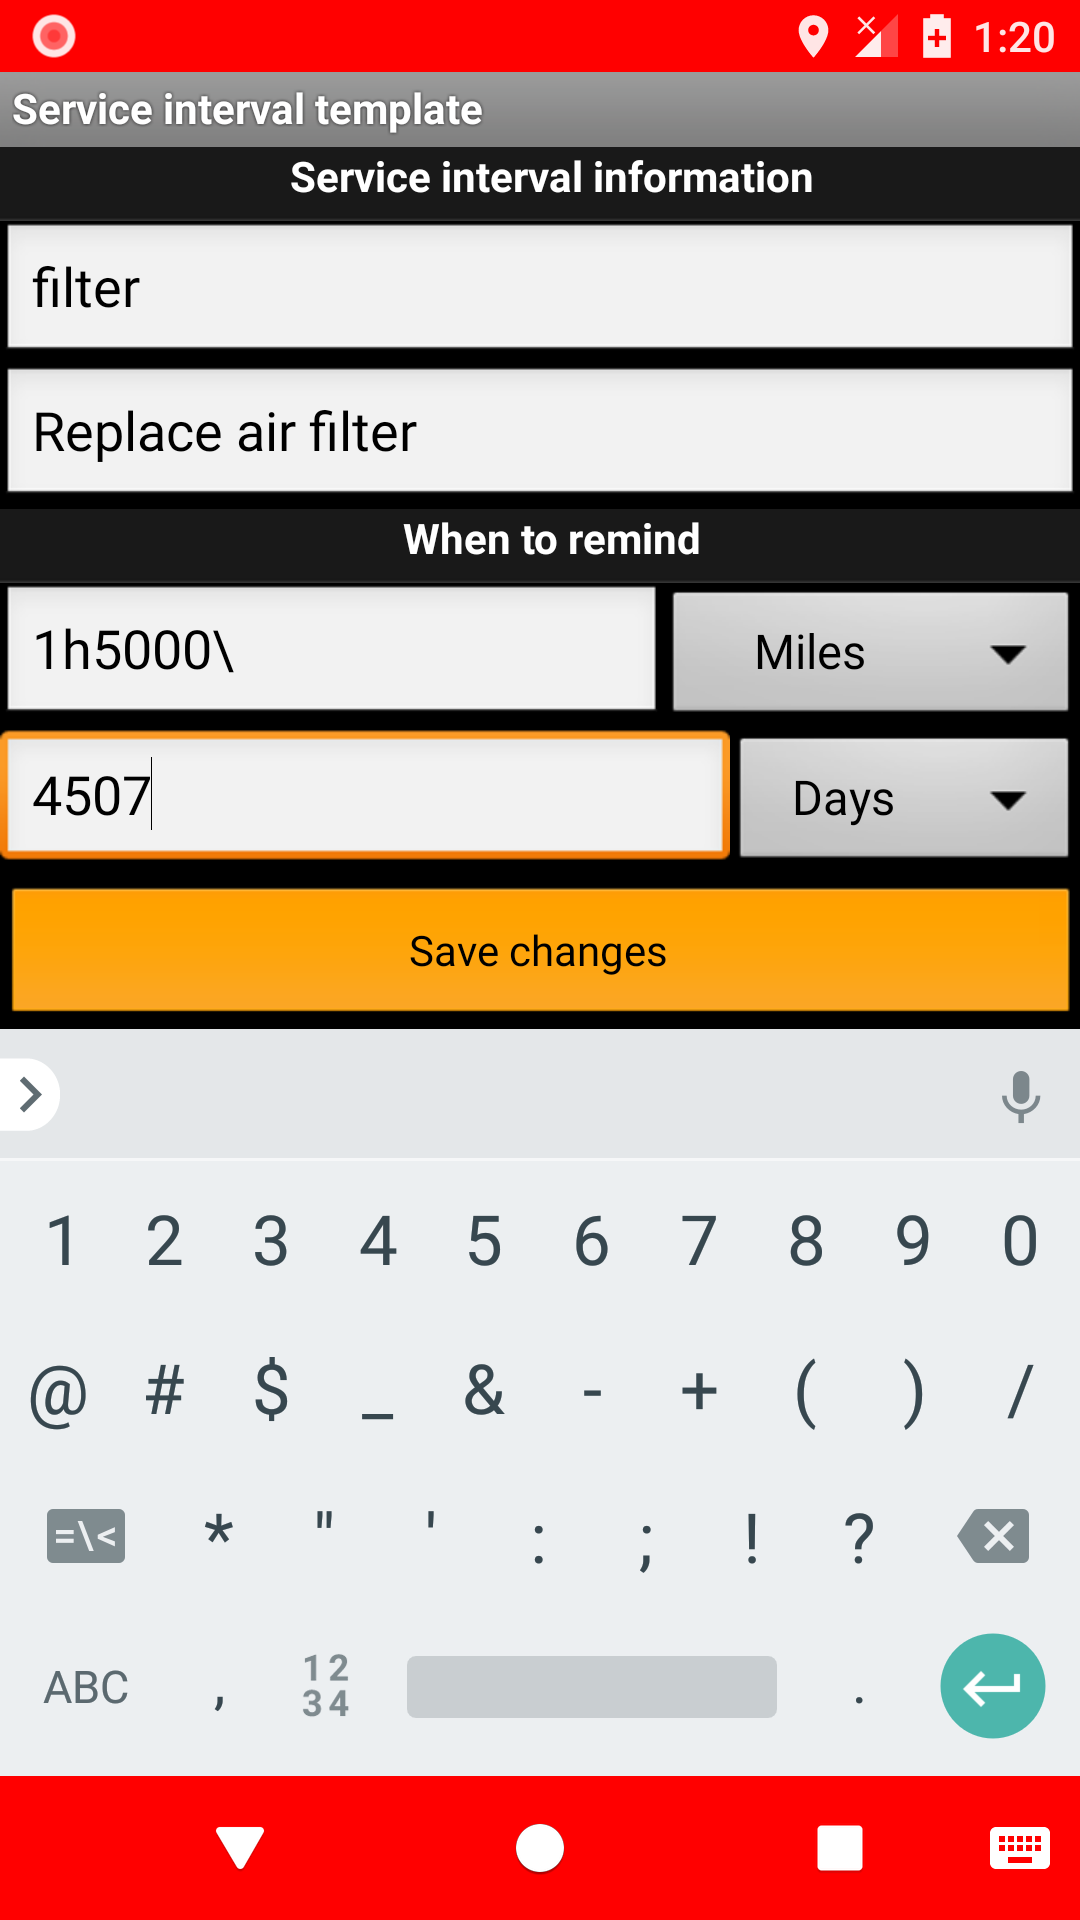 1:20
Service interval template
Service interval information
filter
Replace air filter
When to remind
1h5000\
Miles
4507
Days
Save changes
1 2 3 4 5 6 7 8 9 0
@ # $ _ & - + ( ) /
=\< * " ' : ; ! ?
ABC , 12 34 .